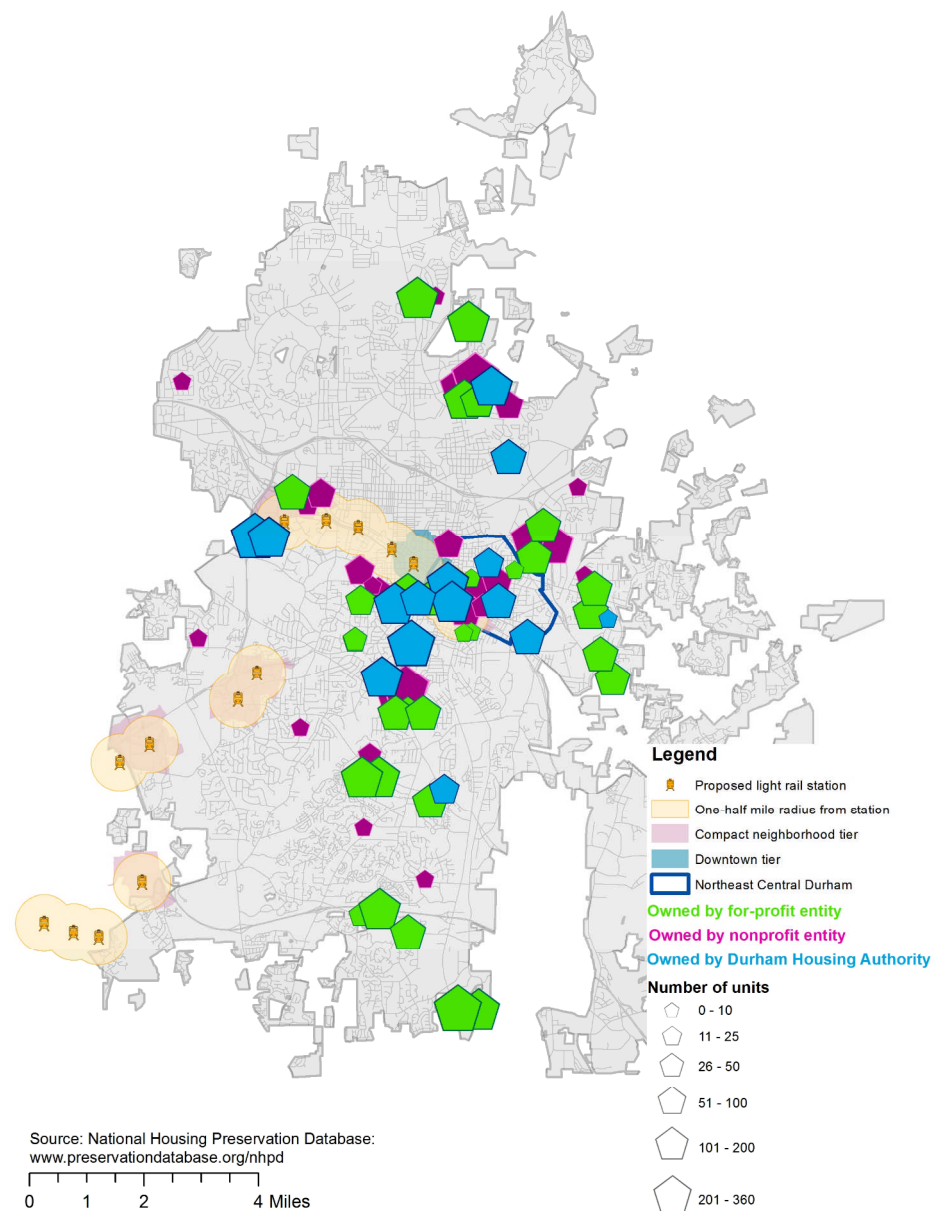 Legend
Proposed light rail station
One-half mile radius from station
Compact neighborhood tier
Downtown tier
Northeast Central Durham
Owned by for-profit entity
Owned by nonprofit entity
Owned by Durham Housing Authority
Number of units
0 - 10
11 - 25
26 - 50
51 - 100
101 - 200
201 - 360
Source: National Housing Preservation Database:
www.preservationdatabase.org/nhpd
0 1 2 4 Miles